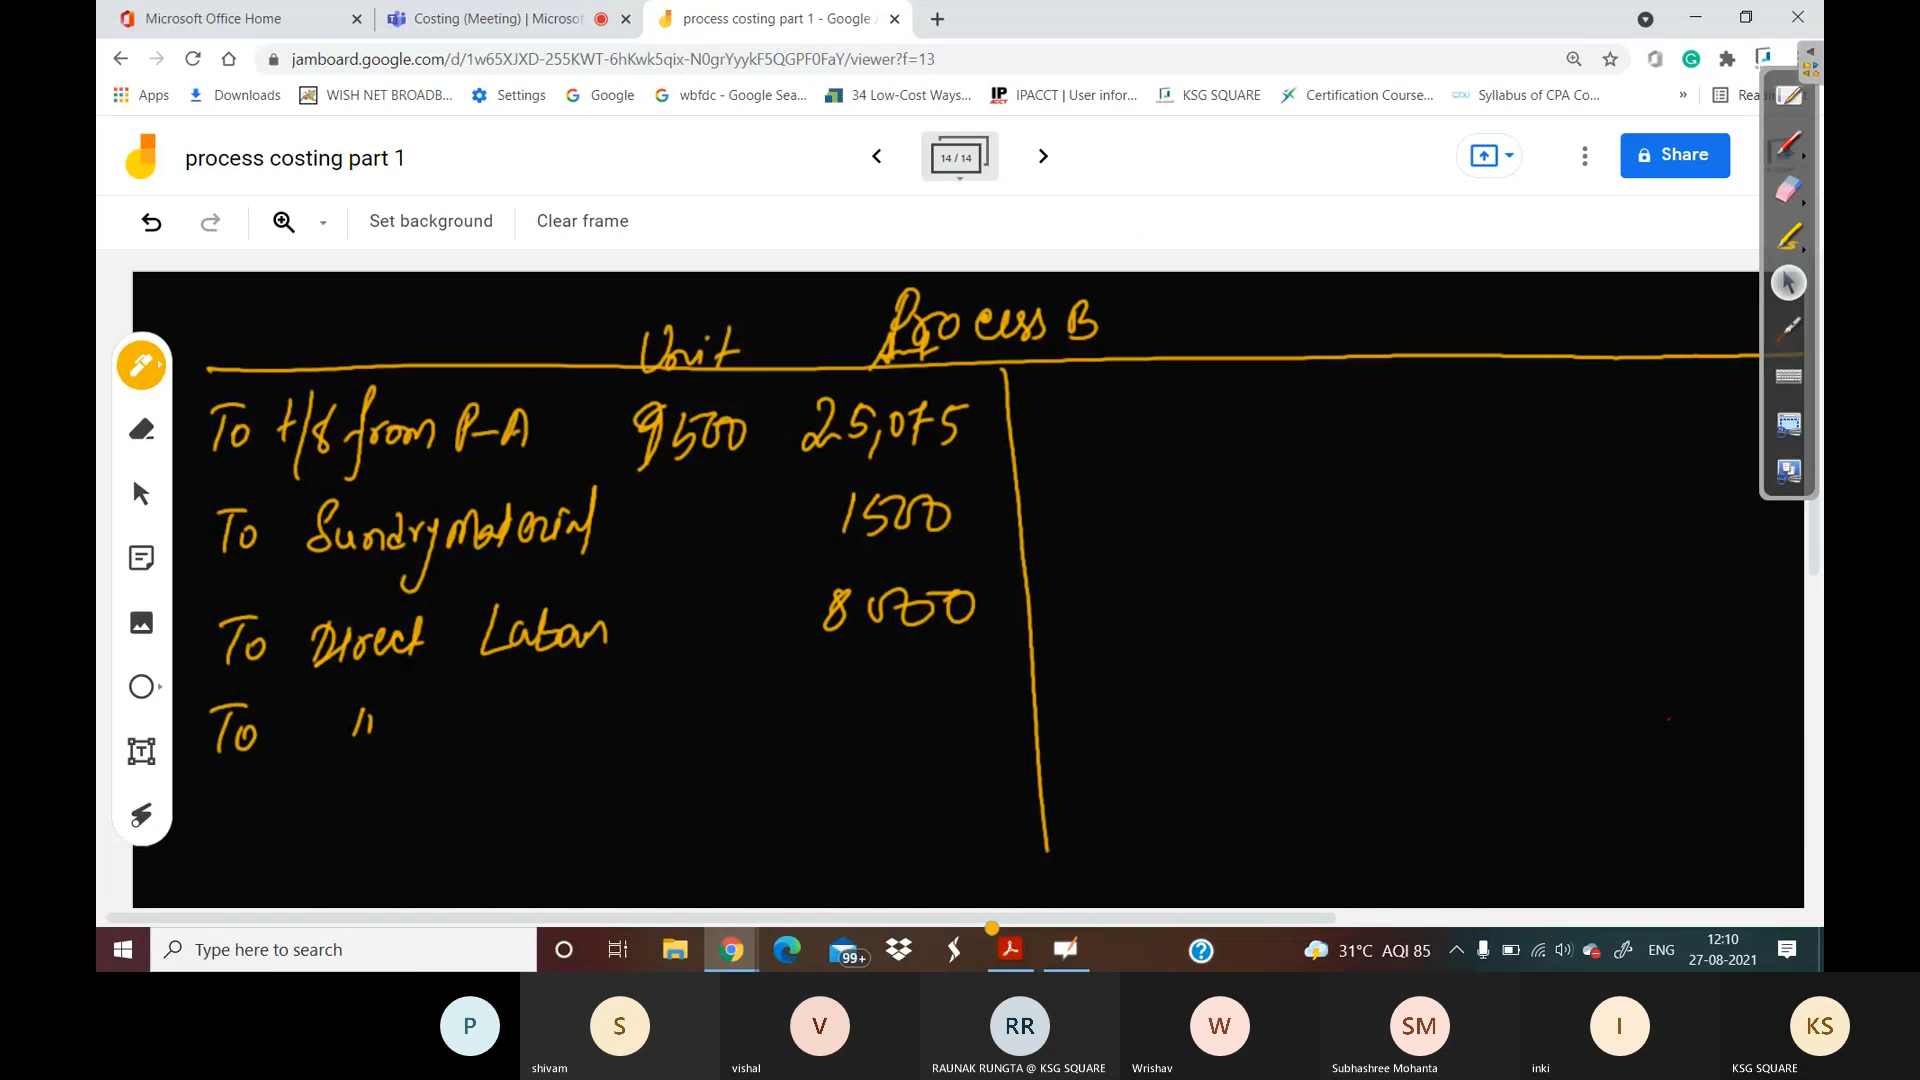 Microsoft Office Home
Costing (Meeting) | Microsof
process costing part 1 - Google J
jamboard.google.com/d/1w65XJXD-255KWT-6hKwk5qix-N0grYyykF5QGPF0FaY/viewer?f=13
Apps
Downloads
WISH NET BROADB...
Settings
Google
wbfdc - Google Sea...
34 Low-Cost Ways...
IPACCT | User infor...
KSG SQUARE
Certification Course...
Syllabus of CPA Co...
»
process costing part 1
14 / 14
Share
Set background
Clear frame
Process B
Unit Amt
To t/f from P-A 9500 25,075
To Sundry Material 1500
To Direct Labour 8000
To "
Type here to search
99+
31°C AQI 85
ENG
12:10
27-08-2021
P
S
V
RR
W
SM
I
KS
shivam
vishal
RAUNAK RUNGTA @ KSG SQUARE
Wrishav
Subhashree Mohanta
inki
KSG SQUARE